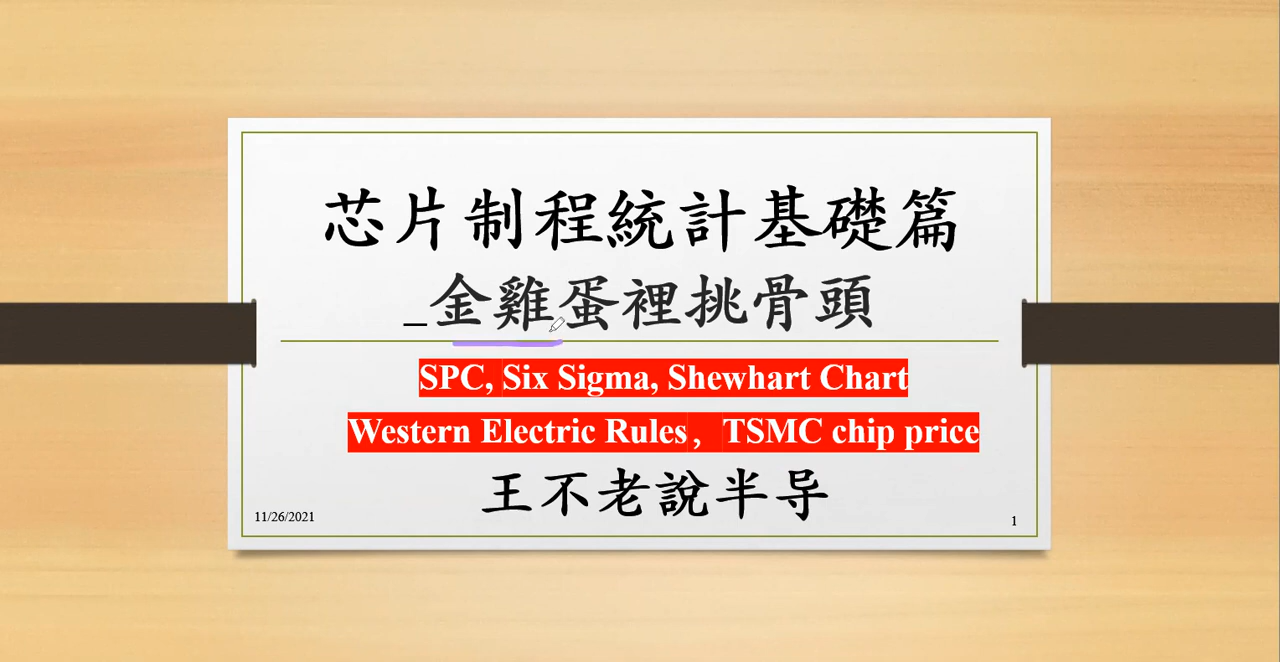 芯片制程統計基礎篇
_金雞蛋裡挑骨頭
SPC, Six Sigma, Shewhart Chart
Western Electric Rules，TSMC chip price
王不老說半导
11/26/2021
1